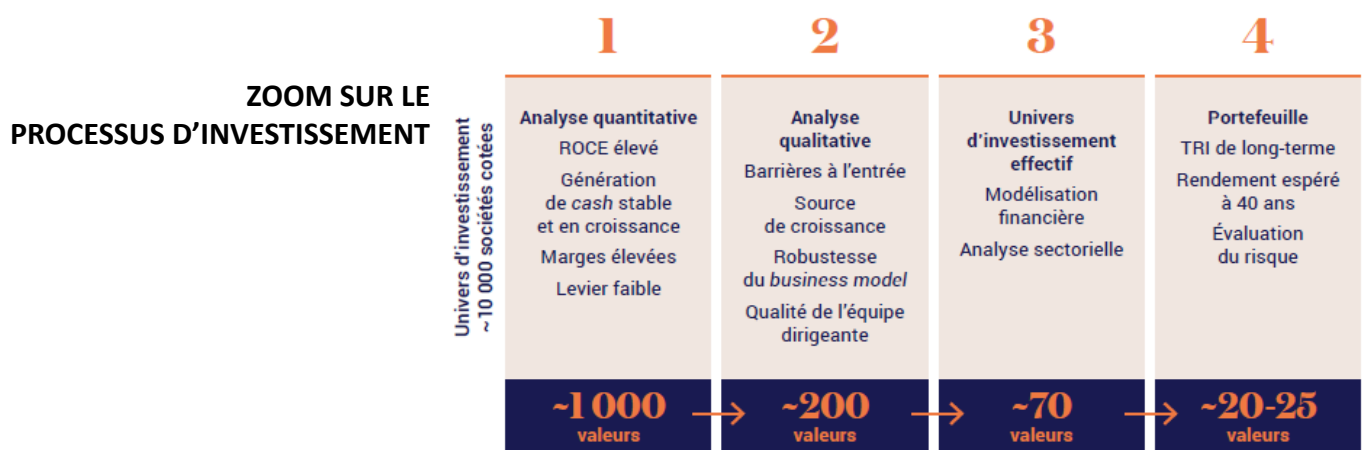 ZOOM SUR LE
PROCESSUS D’INVESTISSEMENT
Univers d’investissement
~10 000 sociétés cotées
1
Analyse quantitative
ROCE élevé
Génération
de cash stable
et en croissance
Marges élevées
Levier faible
~1 000
valeurs
2
Analyse
qualitative
Barrières à l’entrée
Source
de croissance
Robustesse
du business model
Qualité de l’équipe
dirigeante
~200
valeurs
3
Univers
d’investissement
effectif
Modélisation
financière
Analyse sectorielle
~70
valeurs
4
Portefeuille
TRI de long-terme
Rendement espéré
à 40 ans
Évaluation
du risque
~20-25
valeurs